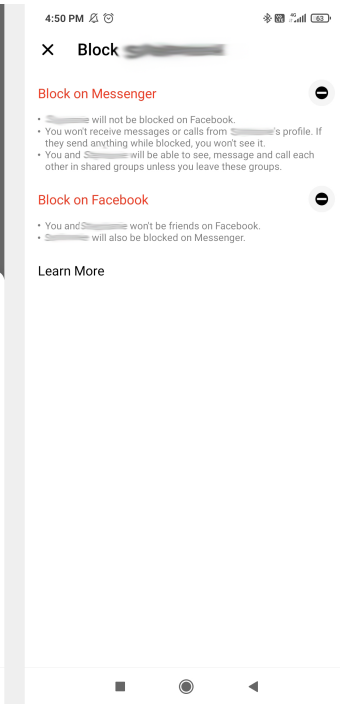 4:50 PM
4G
63
Block
Block on Messenger
• will not be blocked on Facebook.
• You won't receive messages or calls from 's profile. If
they send anything while blocked, you won't see it.
• You and will be able to see, message and call each
other in shared groups unless you leave these groups.
Block on Facebook
• You and won't be friends on Facebook.
• will also be blocked on Messenger.
Learn More